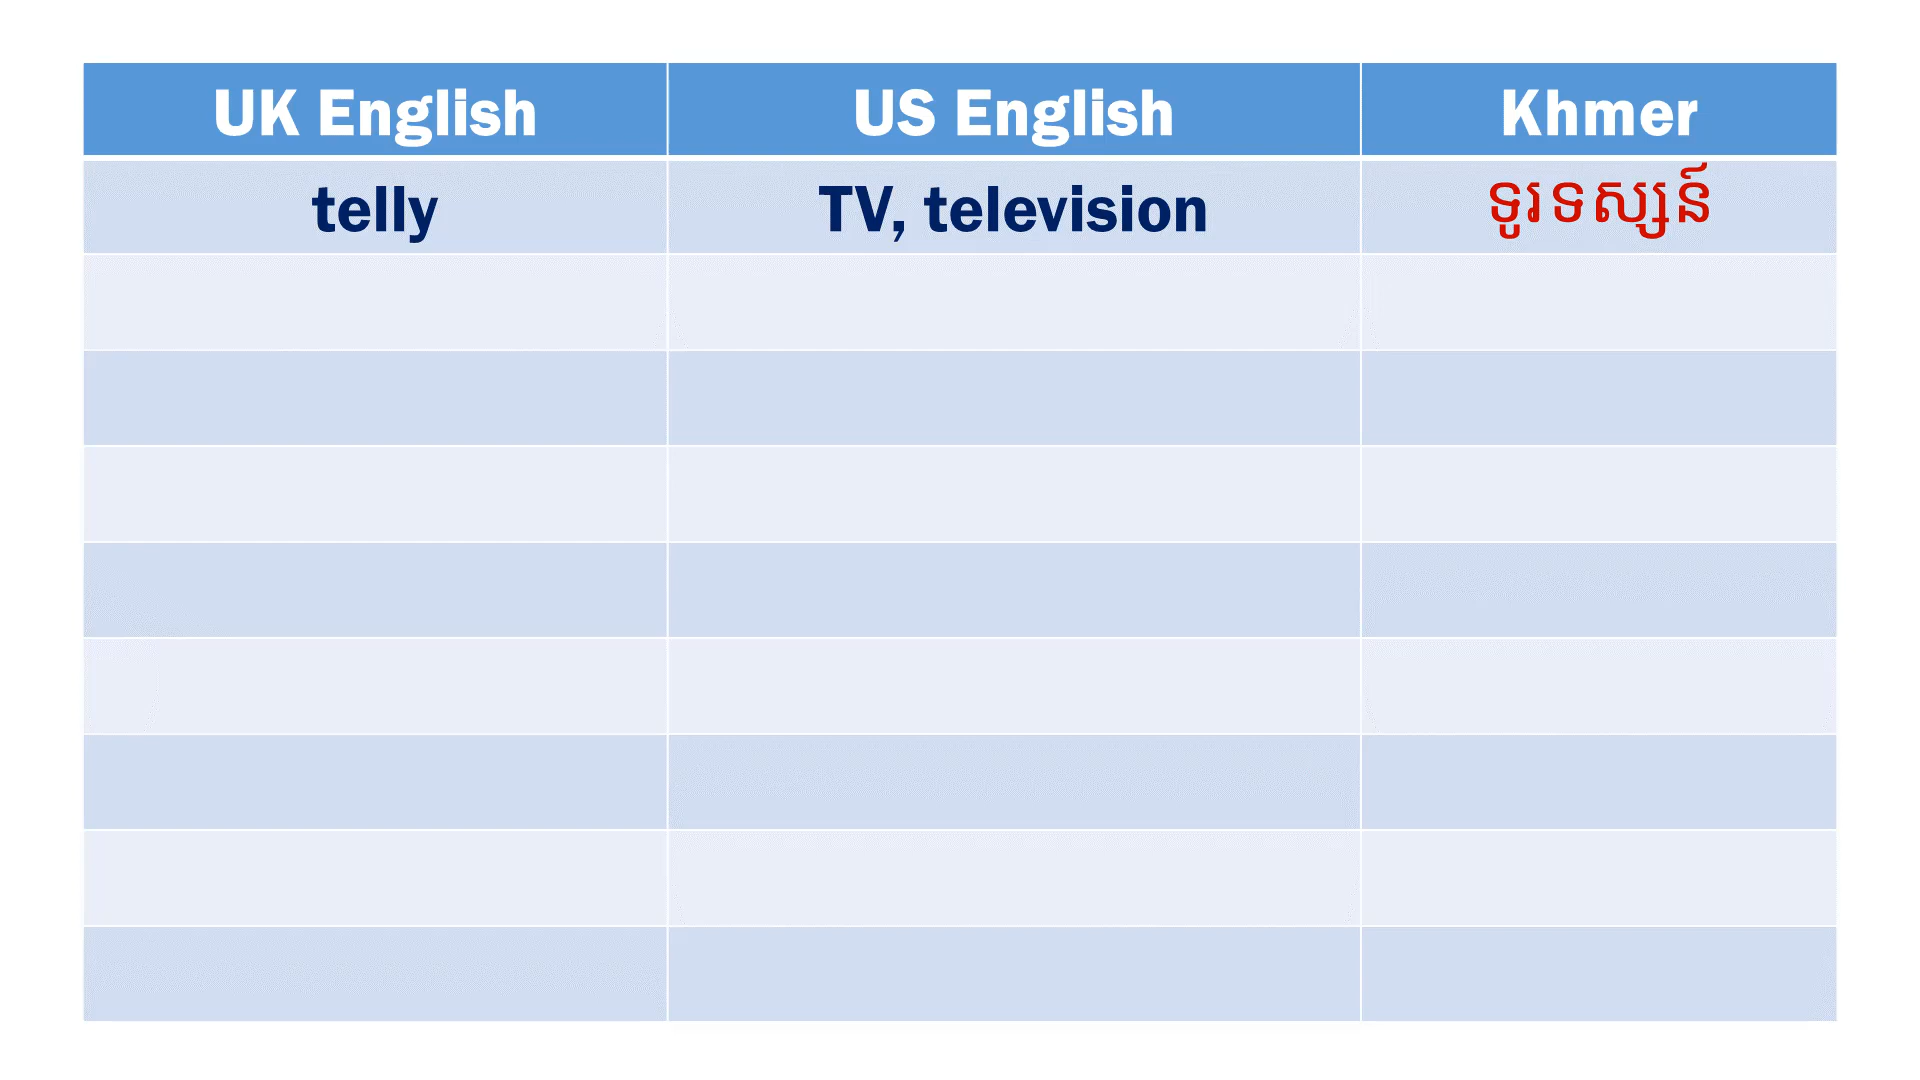 UK English US English Khmer
telly TV, television ទូរទស្សន៍